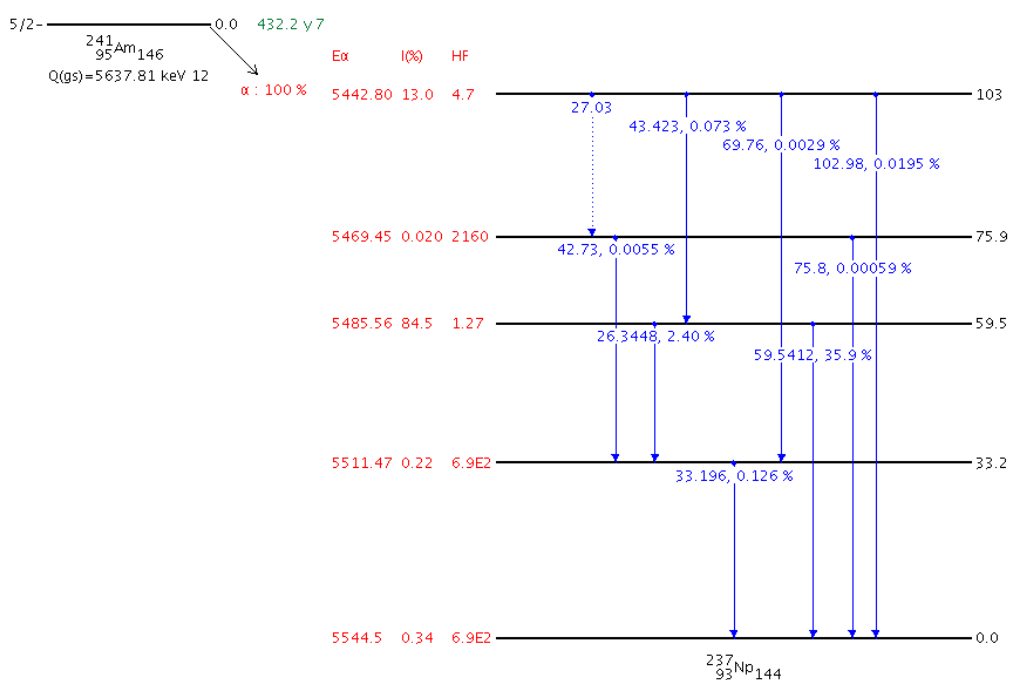 5/2- 0.0 432.2 y 7
241
95Am146
Q(gs)=5637.81 keV 12
α : 100 %
Eα I(%) HF
5442.80 13.0 4.7 103
27.03
43.423, 0.073 %
69.76, 0.0029 %
102.98, 0.0195 %
5469.45 0.020 2160 75.9
42.73, 0.0055 %
75.8, 0.00059 %
5485.56 84.5 1.27 59.5
26.3448, 2.40 %
59.5412, 35.9 %
5511.47 0.22 6.9E2 33.2
33.196, 0.126 %
5544.5 0.34 6.9E2 0.0
237
93Np144